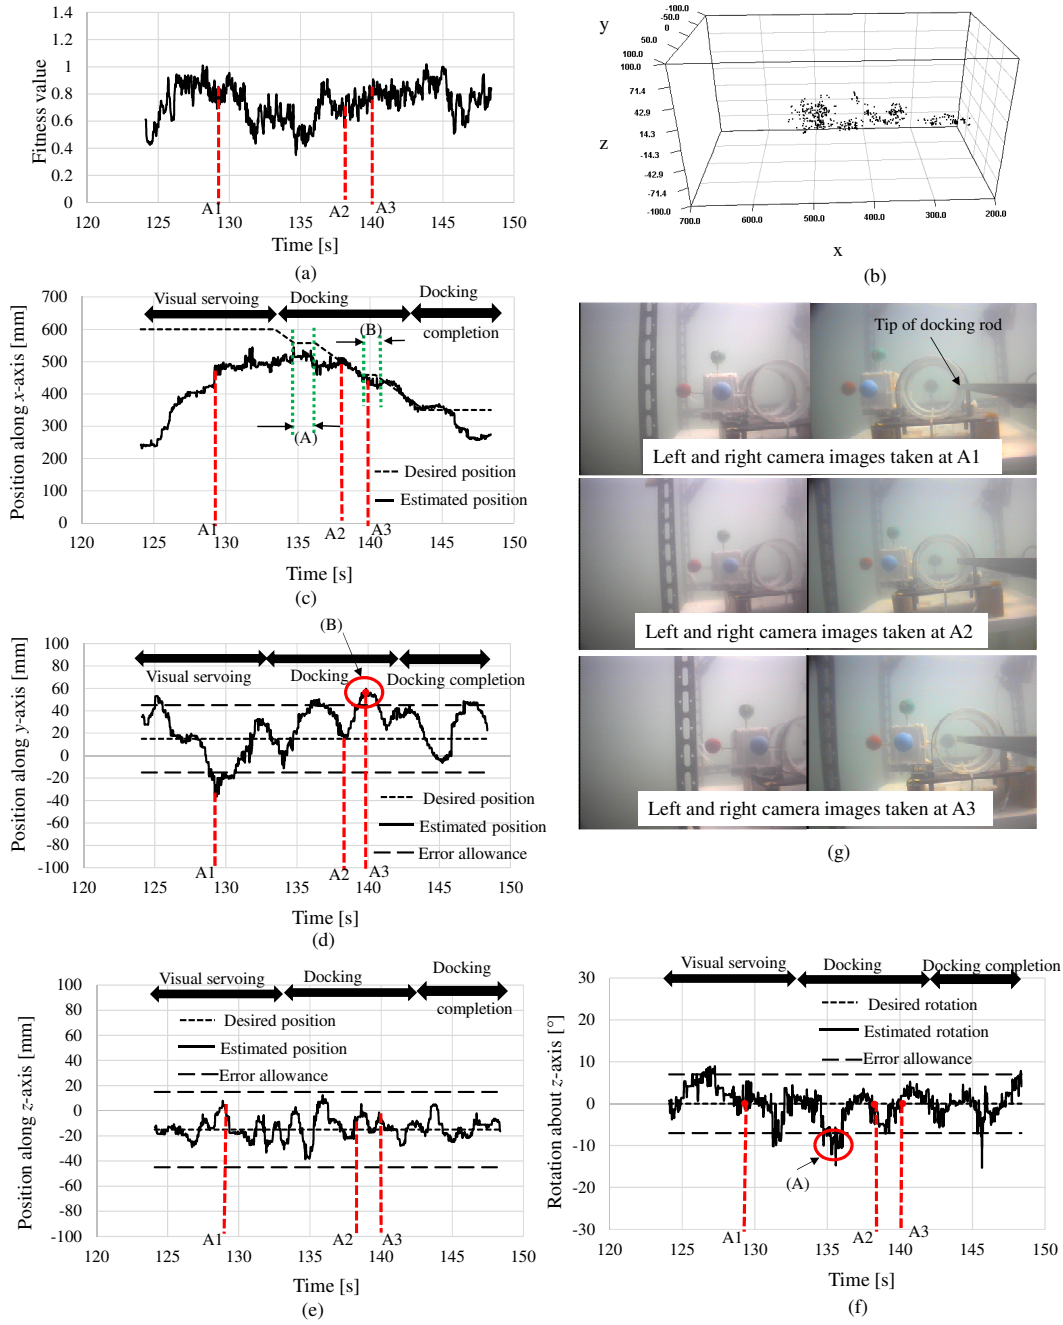 1.4
1.2
1
0.8
0.6
0.4
0.2
0
Fitness value
A1
A2
A3
120
125
130
135
140
145
150
Time [s]
(a)
y
-100.0
-50.0
0
50.0
100.0
100.0
71.4
42.9
14.3
-14.3
-42.9
-71.4
-100.0
z
700.0
600.0
500.0
400.0
300.0
200.0
x
(b)
700
600
500
400
300
200
100
0
Position along x-axis [mm]
Visual servoing
Docking
Docking
completion
(B)
(A)
Desired position
Estimated position
A1
A2
A3
120
125
130
135
140
145
150
Time [s]
(c)
Tip of docking rod
Left and right camera images taken at A1
Left and right camera images taken at A2
Left and right camera images taken at A3
(g)
(B)
100
80
60
40
20
0
-20
-40
-60
-80
-100
Position along y-axis [mm]
Visual servoing
Docking
Docking completion
Desired position
Estimated position
Error allowance
A1
A2
A3
120
125
130
135
140
145
150
Time [s]
(d)
100
80
60
40
20
0
-20
-40
-60
-80
-100
Position along z-axis [mm]
Visual servoing
Docking
Docking
completion
Desired position
Estimated position
Error allowance
A1
A2
A3
120
125
130
135
140
145
150
Time [s]
(e)
30
20
10
0
-10
-20
-30
Rotation about z-axis [°]
Visual servoing
Docking
Docking completion
Desired rotation
Estimated rotation
Error allowance
(A)
A1
A2
A3
120
125
130
135
140
145
150
Time [s]
(f)